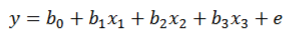 y = b₀ + b₁x₁ + b₂x₂ + b₃x₃ + e